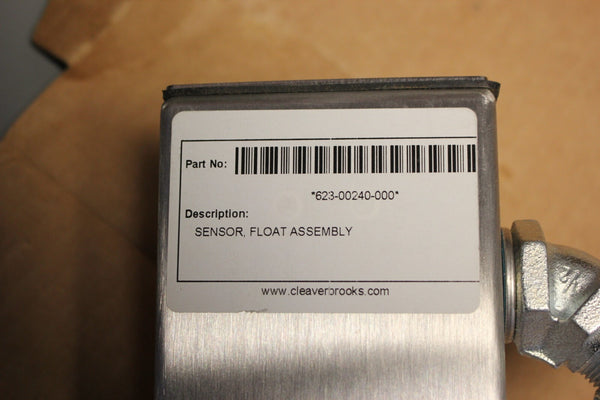 Part No:
*623-00240-000*
Description:
SENSOR, FLOAT ASSEMBLY
www.cleaverbrooks.com